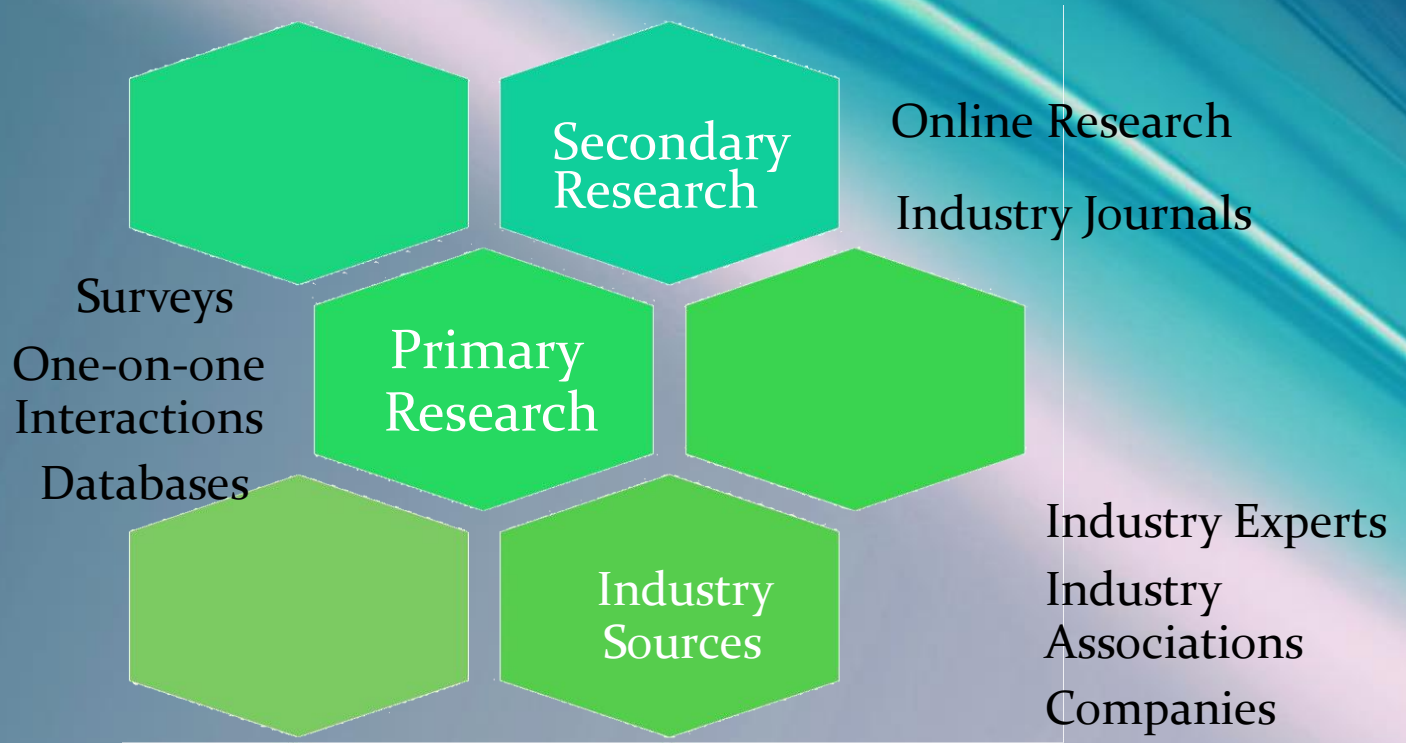 Secondary
Research
Online Research
Industry Journals
Surveys
One-on-one
Interactions
Databases
Primary
Research
Industry
Sources
Industry Experts
Industry
Associations
Companies